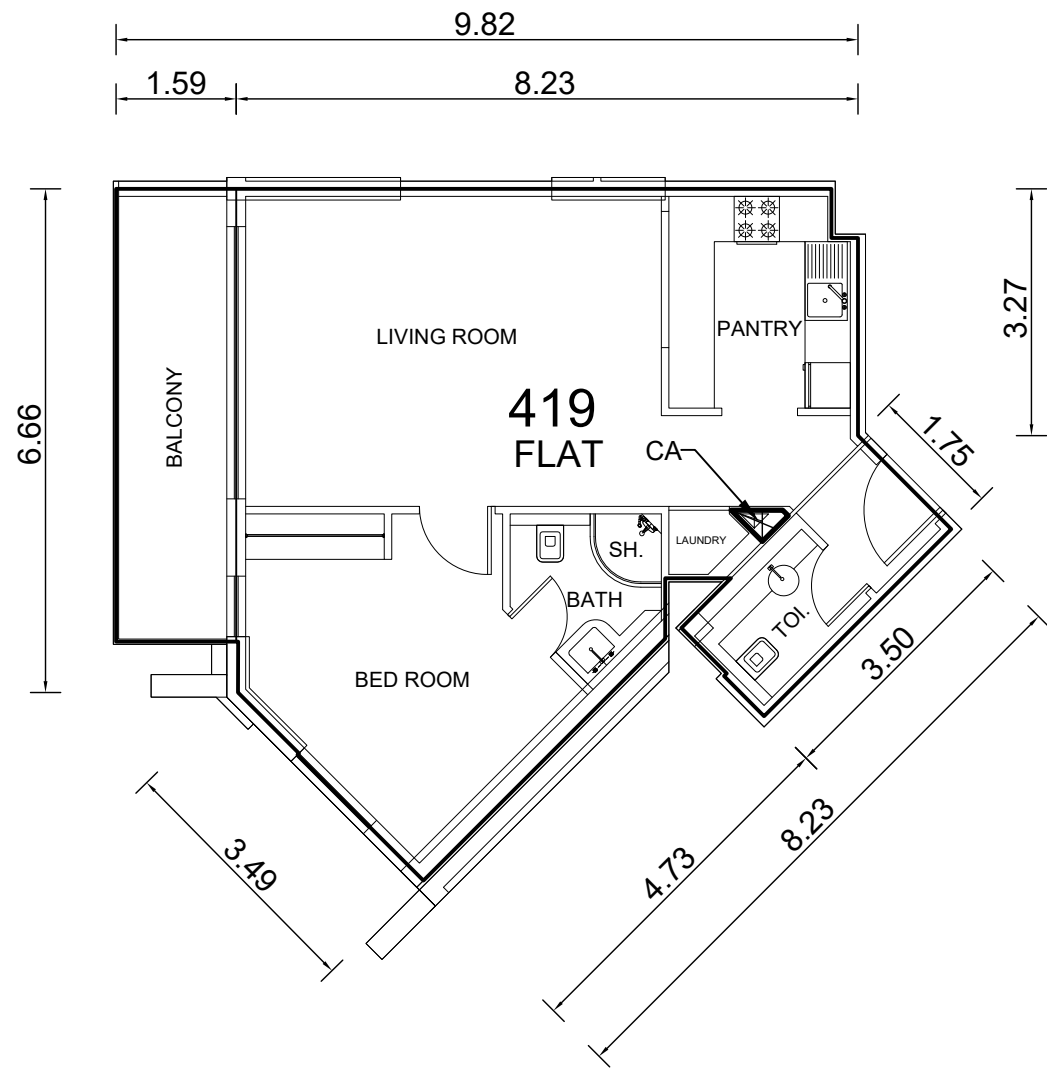 9.82
1.59
8.23
6.66
3.27
LIVING ROOM
PANTRY
BALCONY
419
FLAT
CA
1.75
SH.
LAUNDRY
BATH
TOI.
BED ROOM
3.50
8.23
4.73
3.49